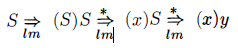 S ⇒lm (S)S ⇒*lm (x)S ⇒*lm (x)y